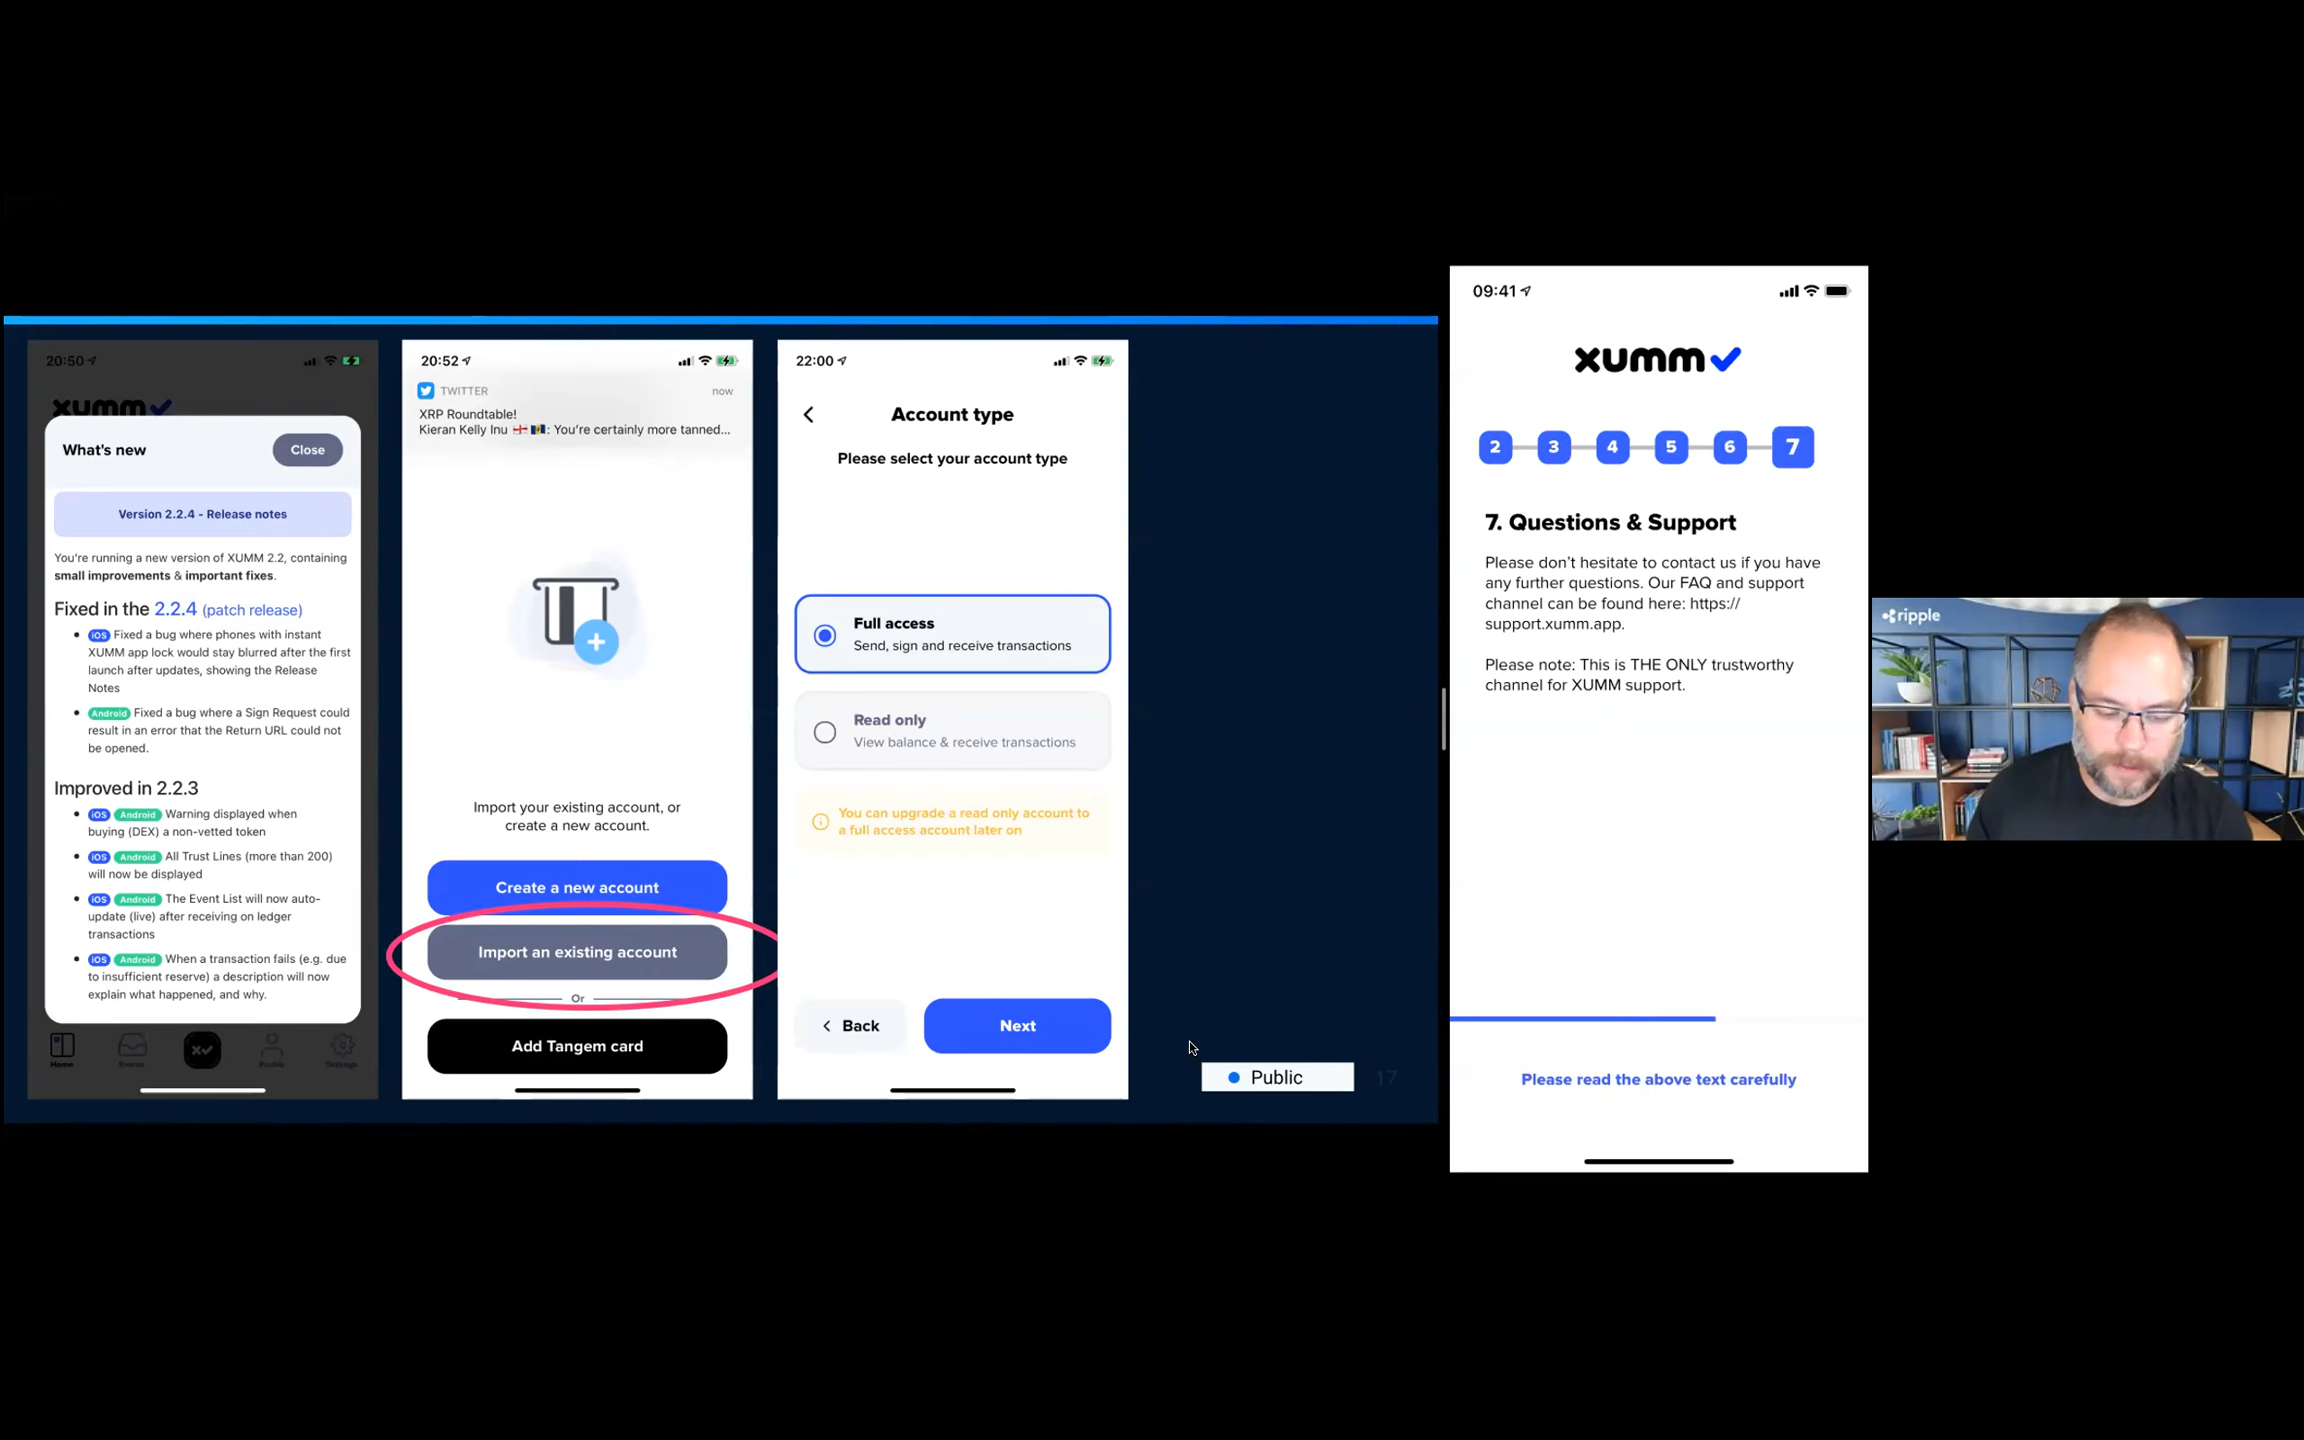 20:50
xumm
What's new
Close
Version 2.2.4 - Release notes
You're running a new version of XUMM 2.2, containing
small improvements & important fixes.
Fixed in the 2.2.4 (patch release)
iOS Fixed a bug where phones with instant
XUMM app lock would stay blurred after the first
launch after updates, showing the Release
Notes
Android Fixed a bug where a Sign Request could
result in an error that the Return URL could not
be opened.
Improved in 2.2.3
iOS Android Warning displayed when
buying (DEX) a non-vetted token
iOS Android All Trust Lines (more than 200)
will now be displayed
iOS Android The Event List will now auto-
update (live) after receiving on ledger
transactions
iOS Android When a transaction fails (e.g. due
to insufficient reserve) a description will now
explain what happened, and why.
Home Events Profile Settings
20:52
TWITTER now
XRP Roundtable!
Kieran Kelly Inu: You're certainly more tanned...
Import your existing account, or
create a new account.
Create a new account
Import an existing account
Or
Add Tangem card
22:00
Account type
Please select your account type
Full access
Send, sign and receive transactions
Read only
View balance & receive transactions
You can upgrade a read only account to
a full access account later on
Back
Next
Public
17
09:41
xumm
2 3 4 5 6 7
7. Questions & Support
Please don't hesitate to contact us if you have
any further questions. Our FAQ and support
channel can be found here: https://
support.xumm.app.
Please note: This is THE ONLY trustworthy
channel for XUMM support.
Please read the above text carefully
ripple